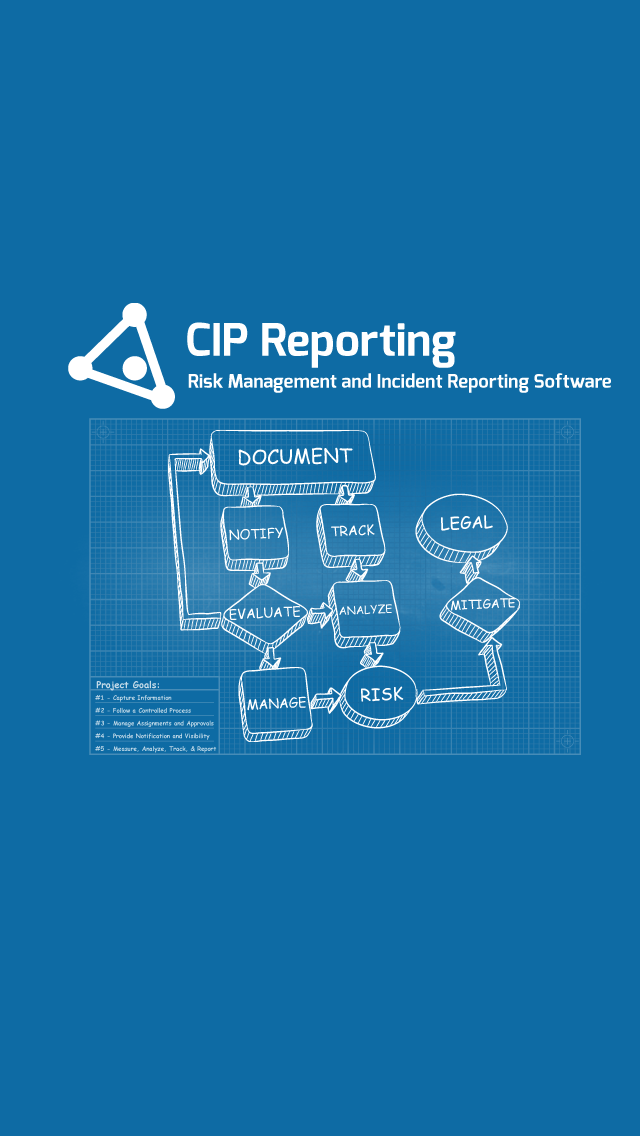 CIP Reporting
Risk Management and Incident Reporting Software
DOCUMENT
NOTIFY
TRACK
LEGAL
EVALUATE
ANALYZE
MITIGATE
MANAGE
RISK
Project Goals:
#1 - Capture Information
#2 - Follow a Controlled Process
#3 - Manage Assignments and Approvals
#4 - Provide Notification and Visibility
#5 - Measure, Analyze, Track, & Report